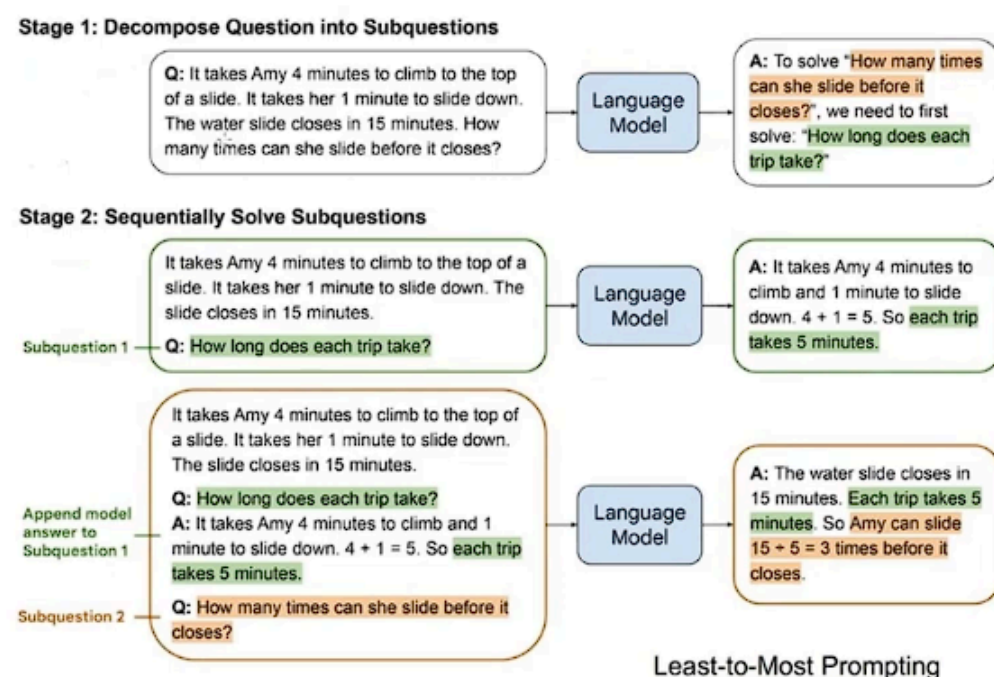 Stage 1: Decompose Question into Subquestions
Q: It takes Amy 4 minutes to climb to the top
of a slide. It takes her 1 minute to slide down.
The water slide closes in 15 minutes. How
many times can she slide before it closes?
Language
Model
A: To solve “How many times
can she slide before it
closes?”, we need to first
solve: “How long does each
trip take?”
Stage 2: Sequentially Solve Subquestions
It takes Amy 4 minutes to climb to the top of a
slide. It takes her 1 minute to slide down. The
slide closes in 15 minutes.
Subquestion 1
Q: How long does each trip take?
Language
Model
A: It takes Amy 4 minutes to
climb and 1 minute to slide
down. 4 + 1 = 5. So each trip
takes 5 minutes.
It takes Amy 4 minutes to climb to the top of
a slide. It takes her 1 minute to slide down.
The slide closes in 15 minutes.
Q: How long does each trip take?
Append model
answer to
Subquestion 1
A: It takes Amy 4 minutes to climb and 1
minute to slide down. 4 + 1 = 5. So each trip
takes 5 minutes.
Subquestion 2
Q: How many times can she slide before it
closes?
Language
Model
A: The water slide closes in
15 minutes. Each trip takes 5
minutes. So Amy can slide
15 ÷ 5 = 3 times before it
closes.
Least-to-Most Prompting